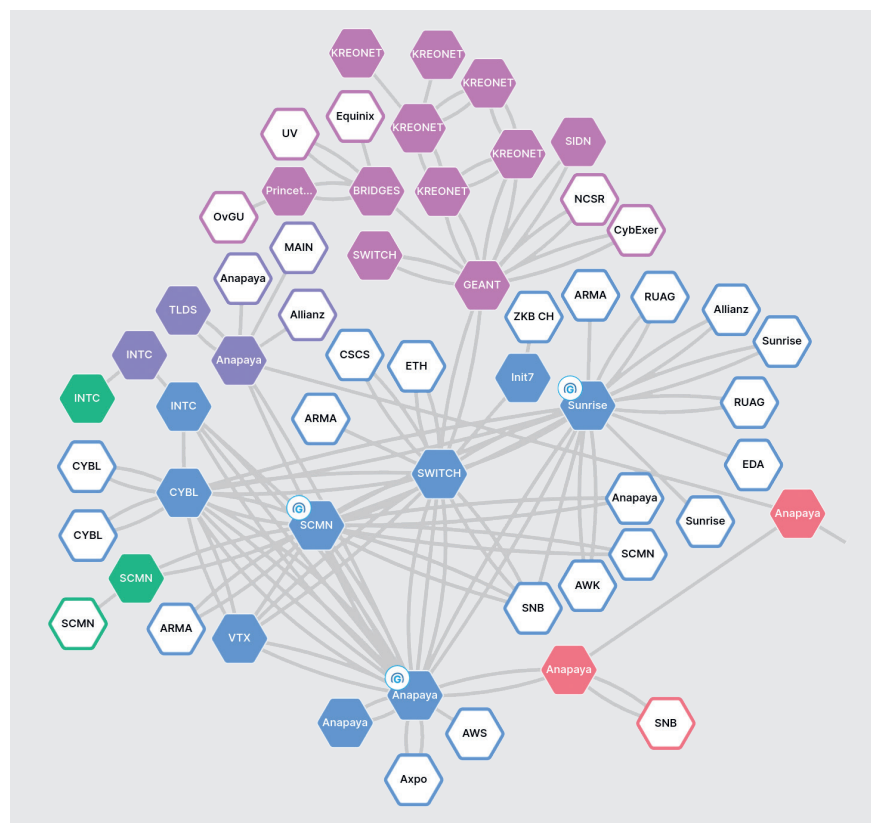 KREONET
KREONET
KREONET
Equinix
KREONET
UV
SIDN
KREONET
Princet...
BRIDGES
KREONET
NCSR
OvGU
CybExer
MAIN
SWITCH
Anapaya
GEANT
ARMA
RUAG
TLDS
Allianz
ZKB CH
Allianz
Sunrise
INTC
Anapaya
CSCS
ETH
Init7
INTC
INTC
Sunrise
RUAG
ARMA
CYBL
SWITCH
EDA
CYBL
Anapaya
Anapaya
SCMN
Sunrise
CYBL
SCMN
SCMN
AWK
SNB
SCMN
ARMA
VTX
Anapaya
Anapaya
Anapaya
SNB
AWS
Axpo